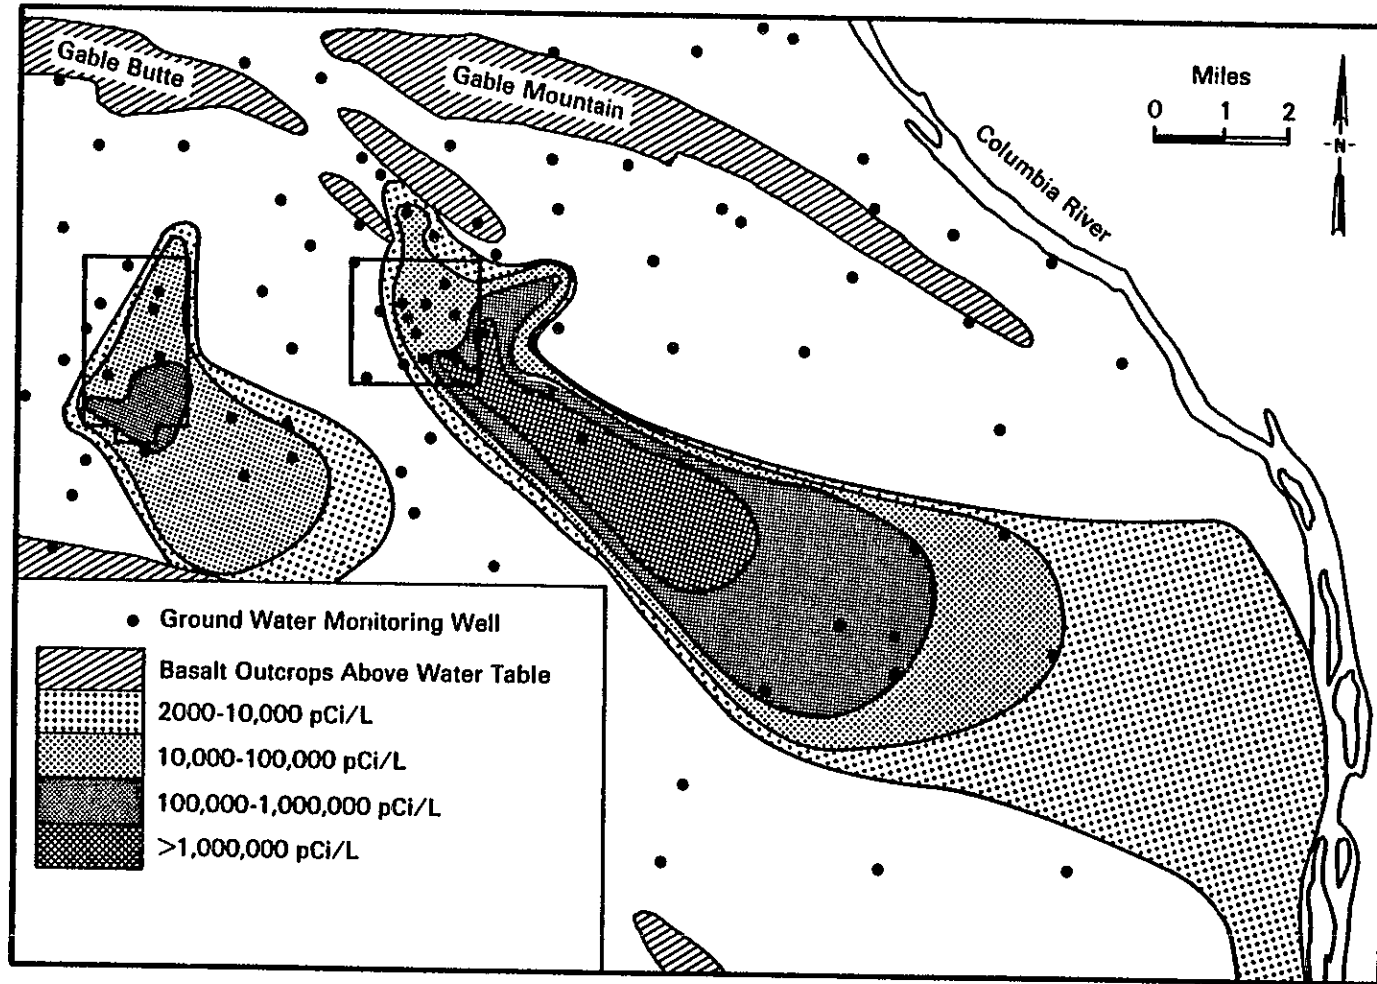 Gable Butte
Gable Mountain
Columbia River
Miles
0 1 2
-N-
Ground Water Monitoring Well
Basalt Outcrops Above Water Table
2000-10,000 pCi/L
10,000-100,000 pCi/L
100,000-1,000,000 pCi/L
>1,000,000 pCi/L